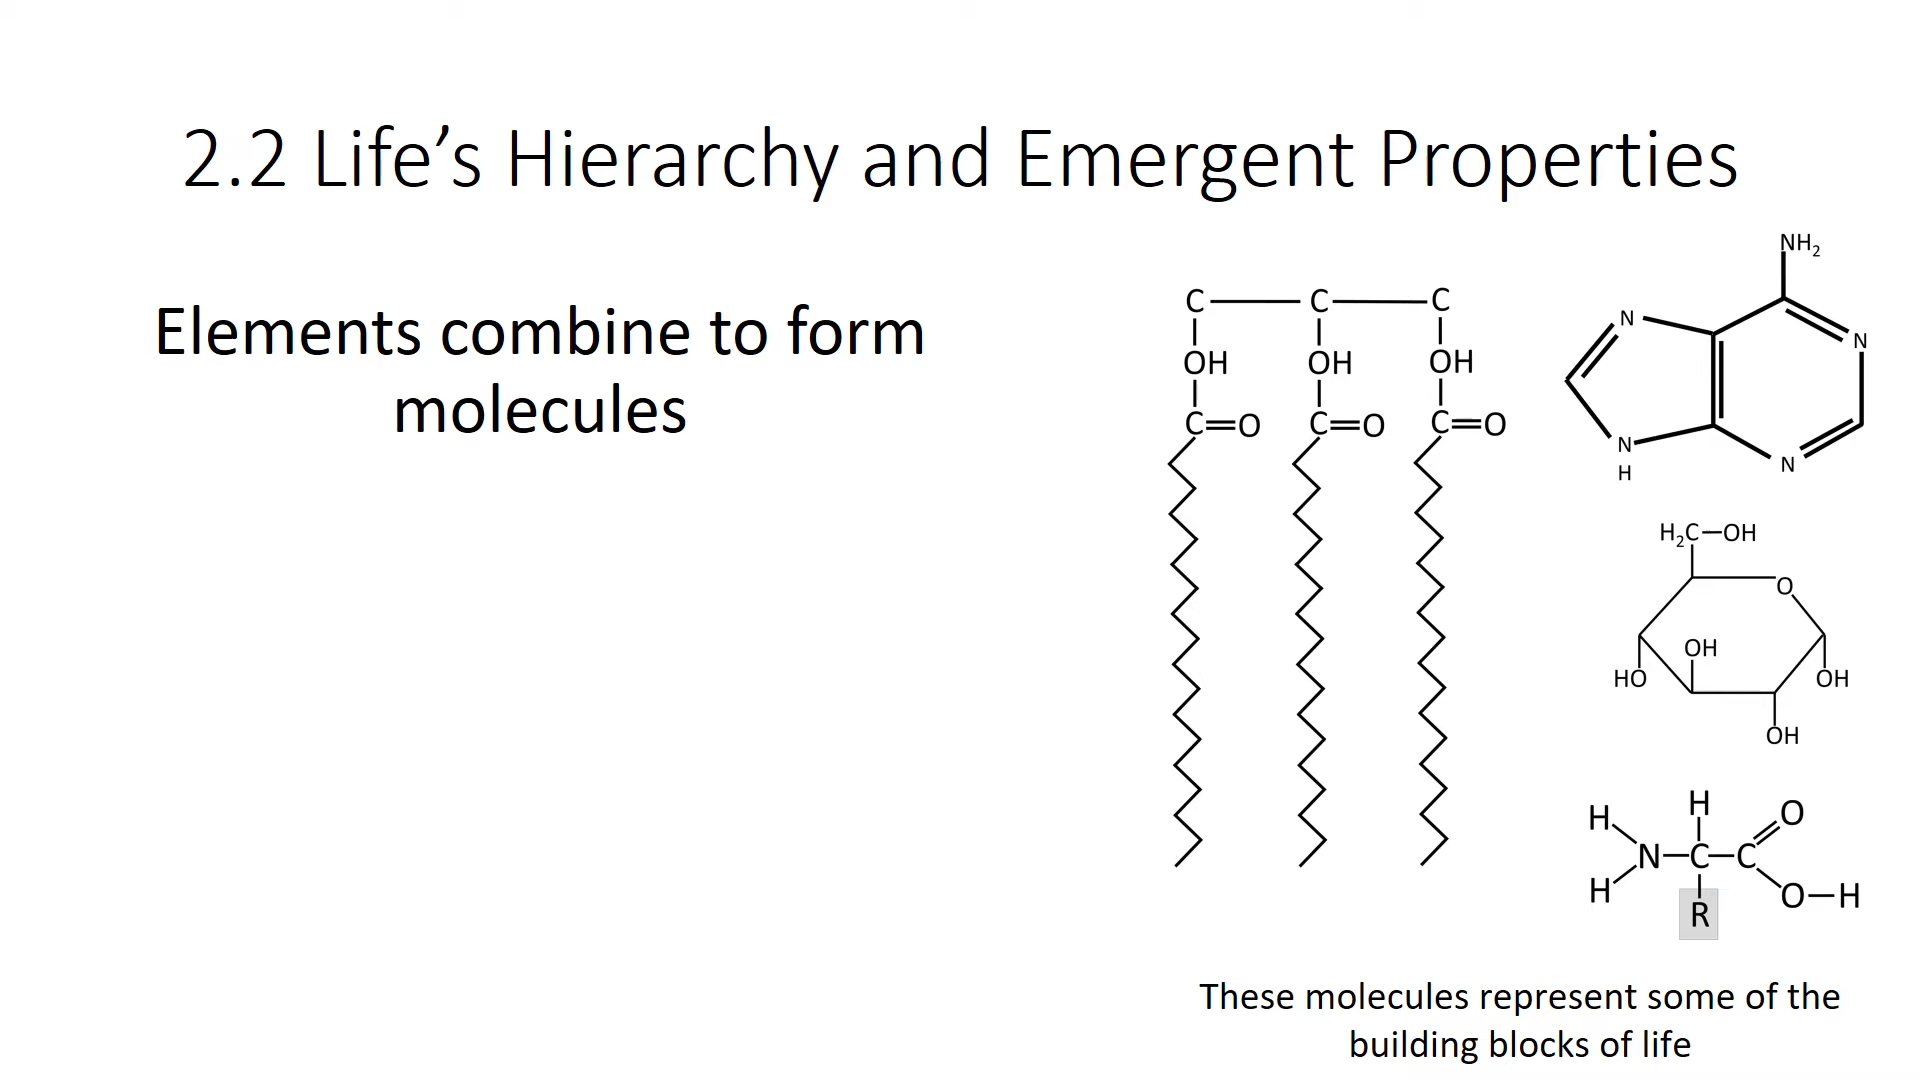 2.2 Life’s Hierarchy and Emergent Properties
Elements combine to form
molecules
C C C
OH OH OH
C=O C=O C=O
NH₂
N
N
N
H
N
H₂C—OH
O
OH
HO
OH
OH
H H O
N—C—C
H O—H
R
These molecules represent some of the
building blocks of life